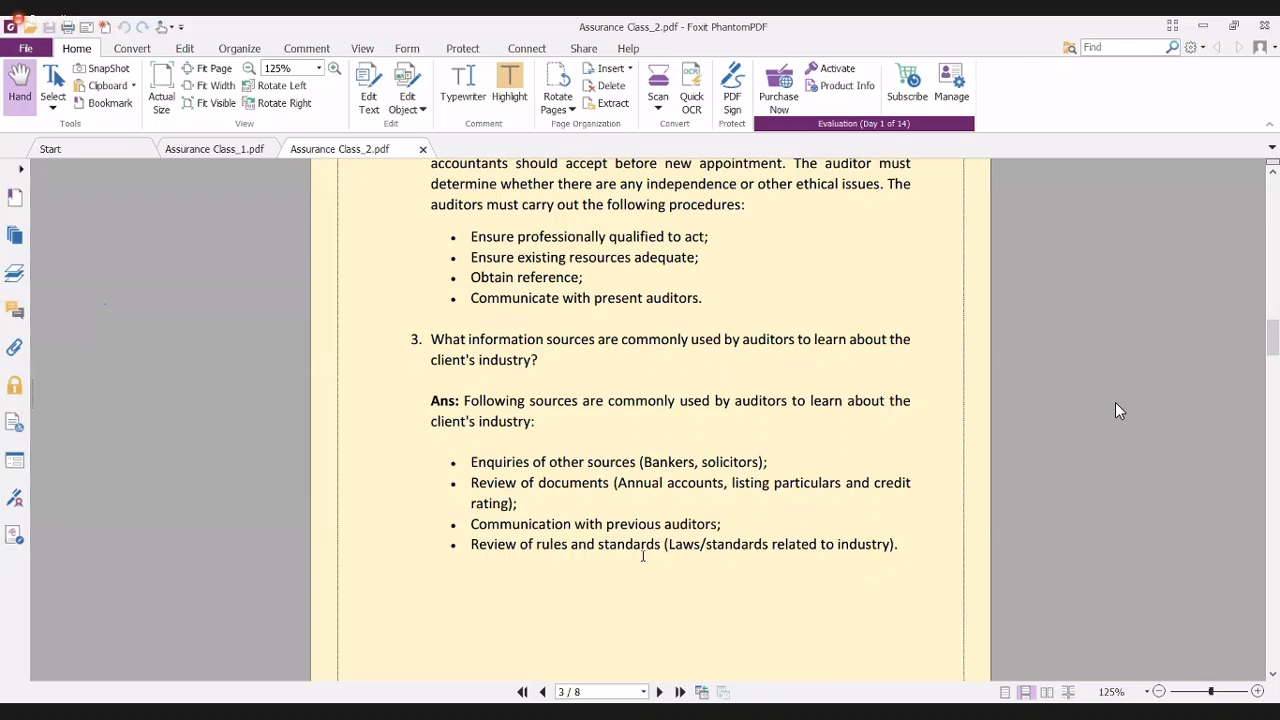 Assurance Class_2.pdf - Foxit PhantomPDF
File Home Convert Edit Organize Comment View Form Protect Connect Share Help Find
Hand
Select
SnapShot
Clipboard
Bookmark
Tools
Actual Size
Fit Page
Fit Width
Fit Visible
125%
Rotate Left
Rotate Right
View
Edit Text
Edit Object
Edit
Typewriter
Highlight
Comment
Rotate Pages
Insert
Delete
Extract
Page Organization
Scan
Quick OCR
Convert
PDF Sign
Protect
Purchase Now
Activate
Product Info
Subscribe
Manage
Evaluation (Day 1 of 14)
Start Assurance Class_1.pdf Assurance Class_2.pdf
accountants should accept before new appointment. The auditor must
determine whether there are any independence or other ethical issues. The
auditors must carry out the following procedures:
• Ensure professionally qualified to act;
• Ensure existing resources adequate;
• Obtain reference;
• Communicate with present auditors.
3. What information sources are commonly used by auditors to learn about the
client's industry?
Ans: Following sources are commonly used by auditors to learn about the
client's industry:
• Enquiries of other sources (Bankers, solicitors);
• Review of documents (Annual accounts, listing particulars and credit
rating);
• Communication with previous auditors;
• Review of rules and standards (Laws/standards related to industry).
3 / 8
125%